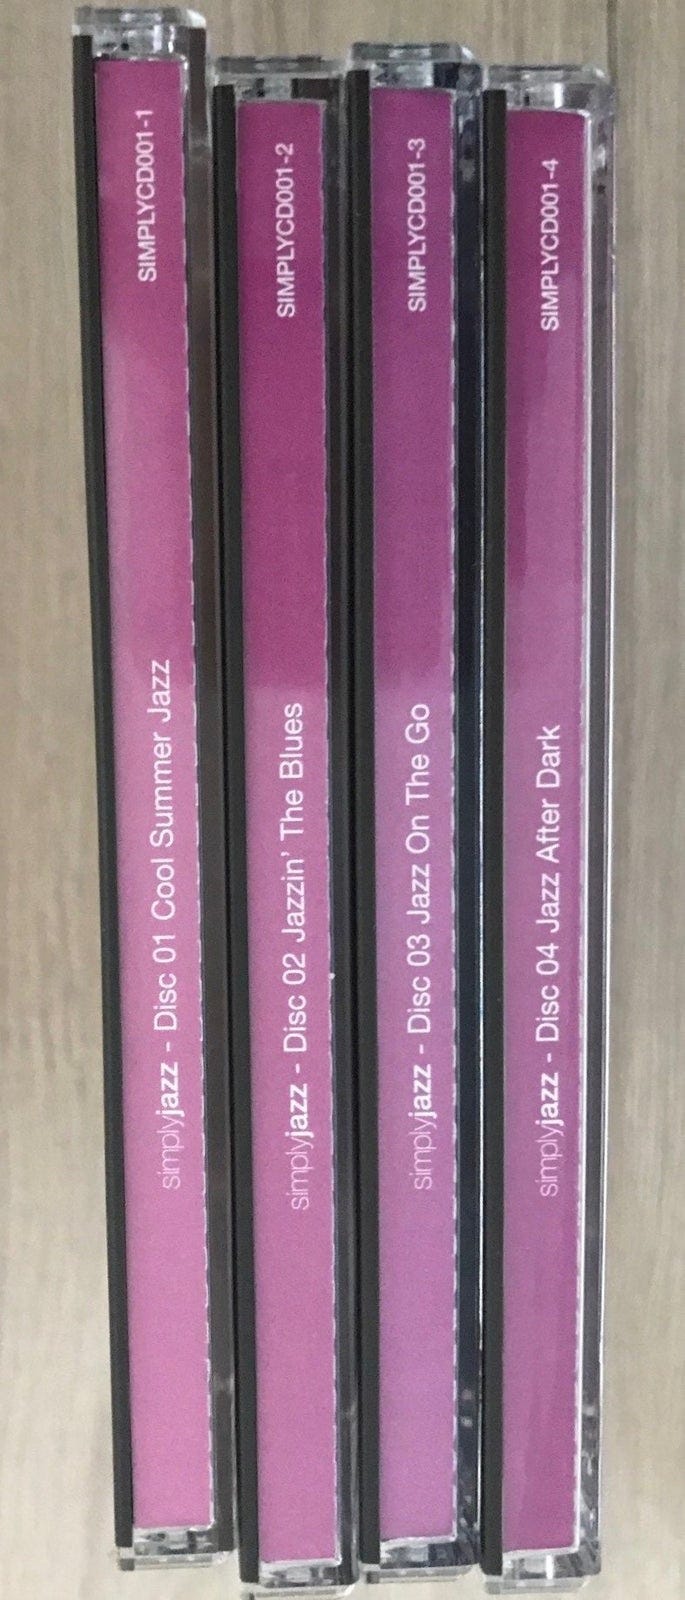 simplyjazz - Disc 01 Cool Summer Jazz SIMPLYCD001-1
simplyjazz - Disc 02 Jazzin' The Blues SIMPLYCD001-2
simplyjazz - Disc 03 Jazz On The Go SIMPLYCD001-3
simplyjazz - Disc 04 Jazz After Dark SIMPLYCD001-4